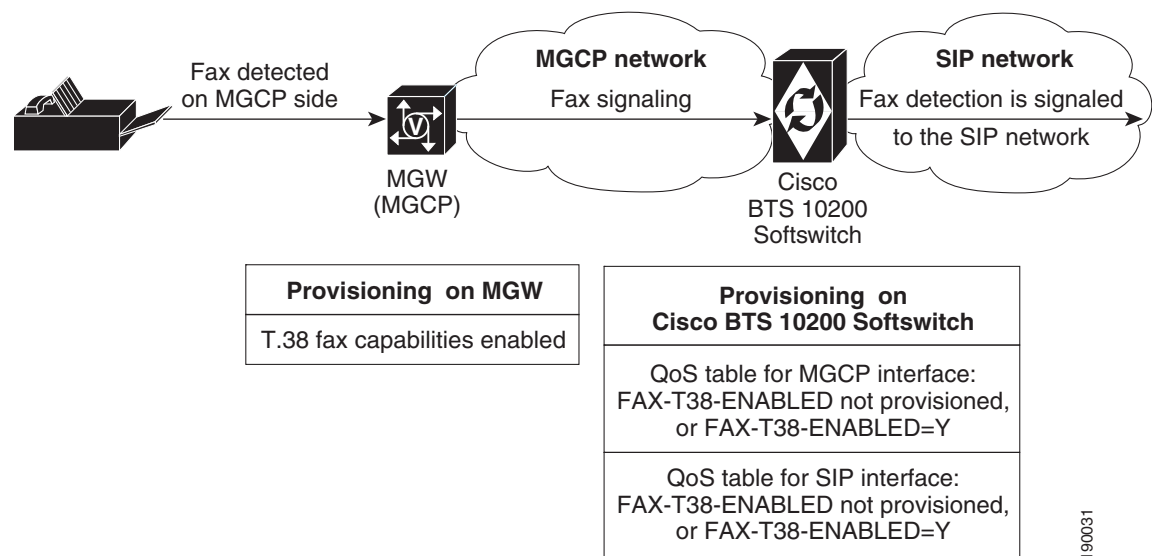 Fax detected
on MGCP side
V
MGW
(MGCP)
MGCP network
Fax signaling
Cisco
BTS 10200
Softswitch
SIP network
Fax detection is signaled
to the SIP network
Provisioning on MGW
T.38 fax capabilities enabled
Provisioning on
Cisco BTS 10200 Softswitch
QoS table for MGCP interface:
FAX-T38-ENABLED not provisioned,
or FAX-T38-ENABLED=Y
QoS table for SIP interface:
FAX-T38-ENABLED not provisioned,
or FAX-T38-ENABLED=Y
190031